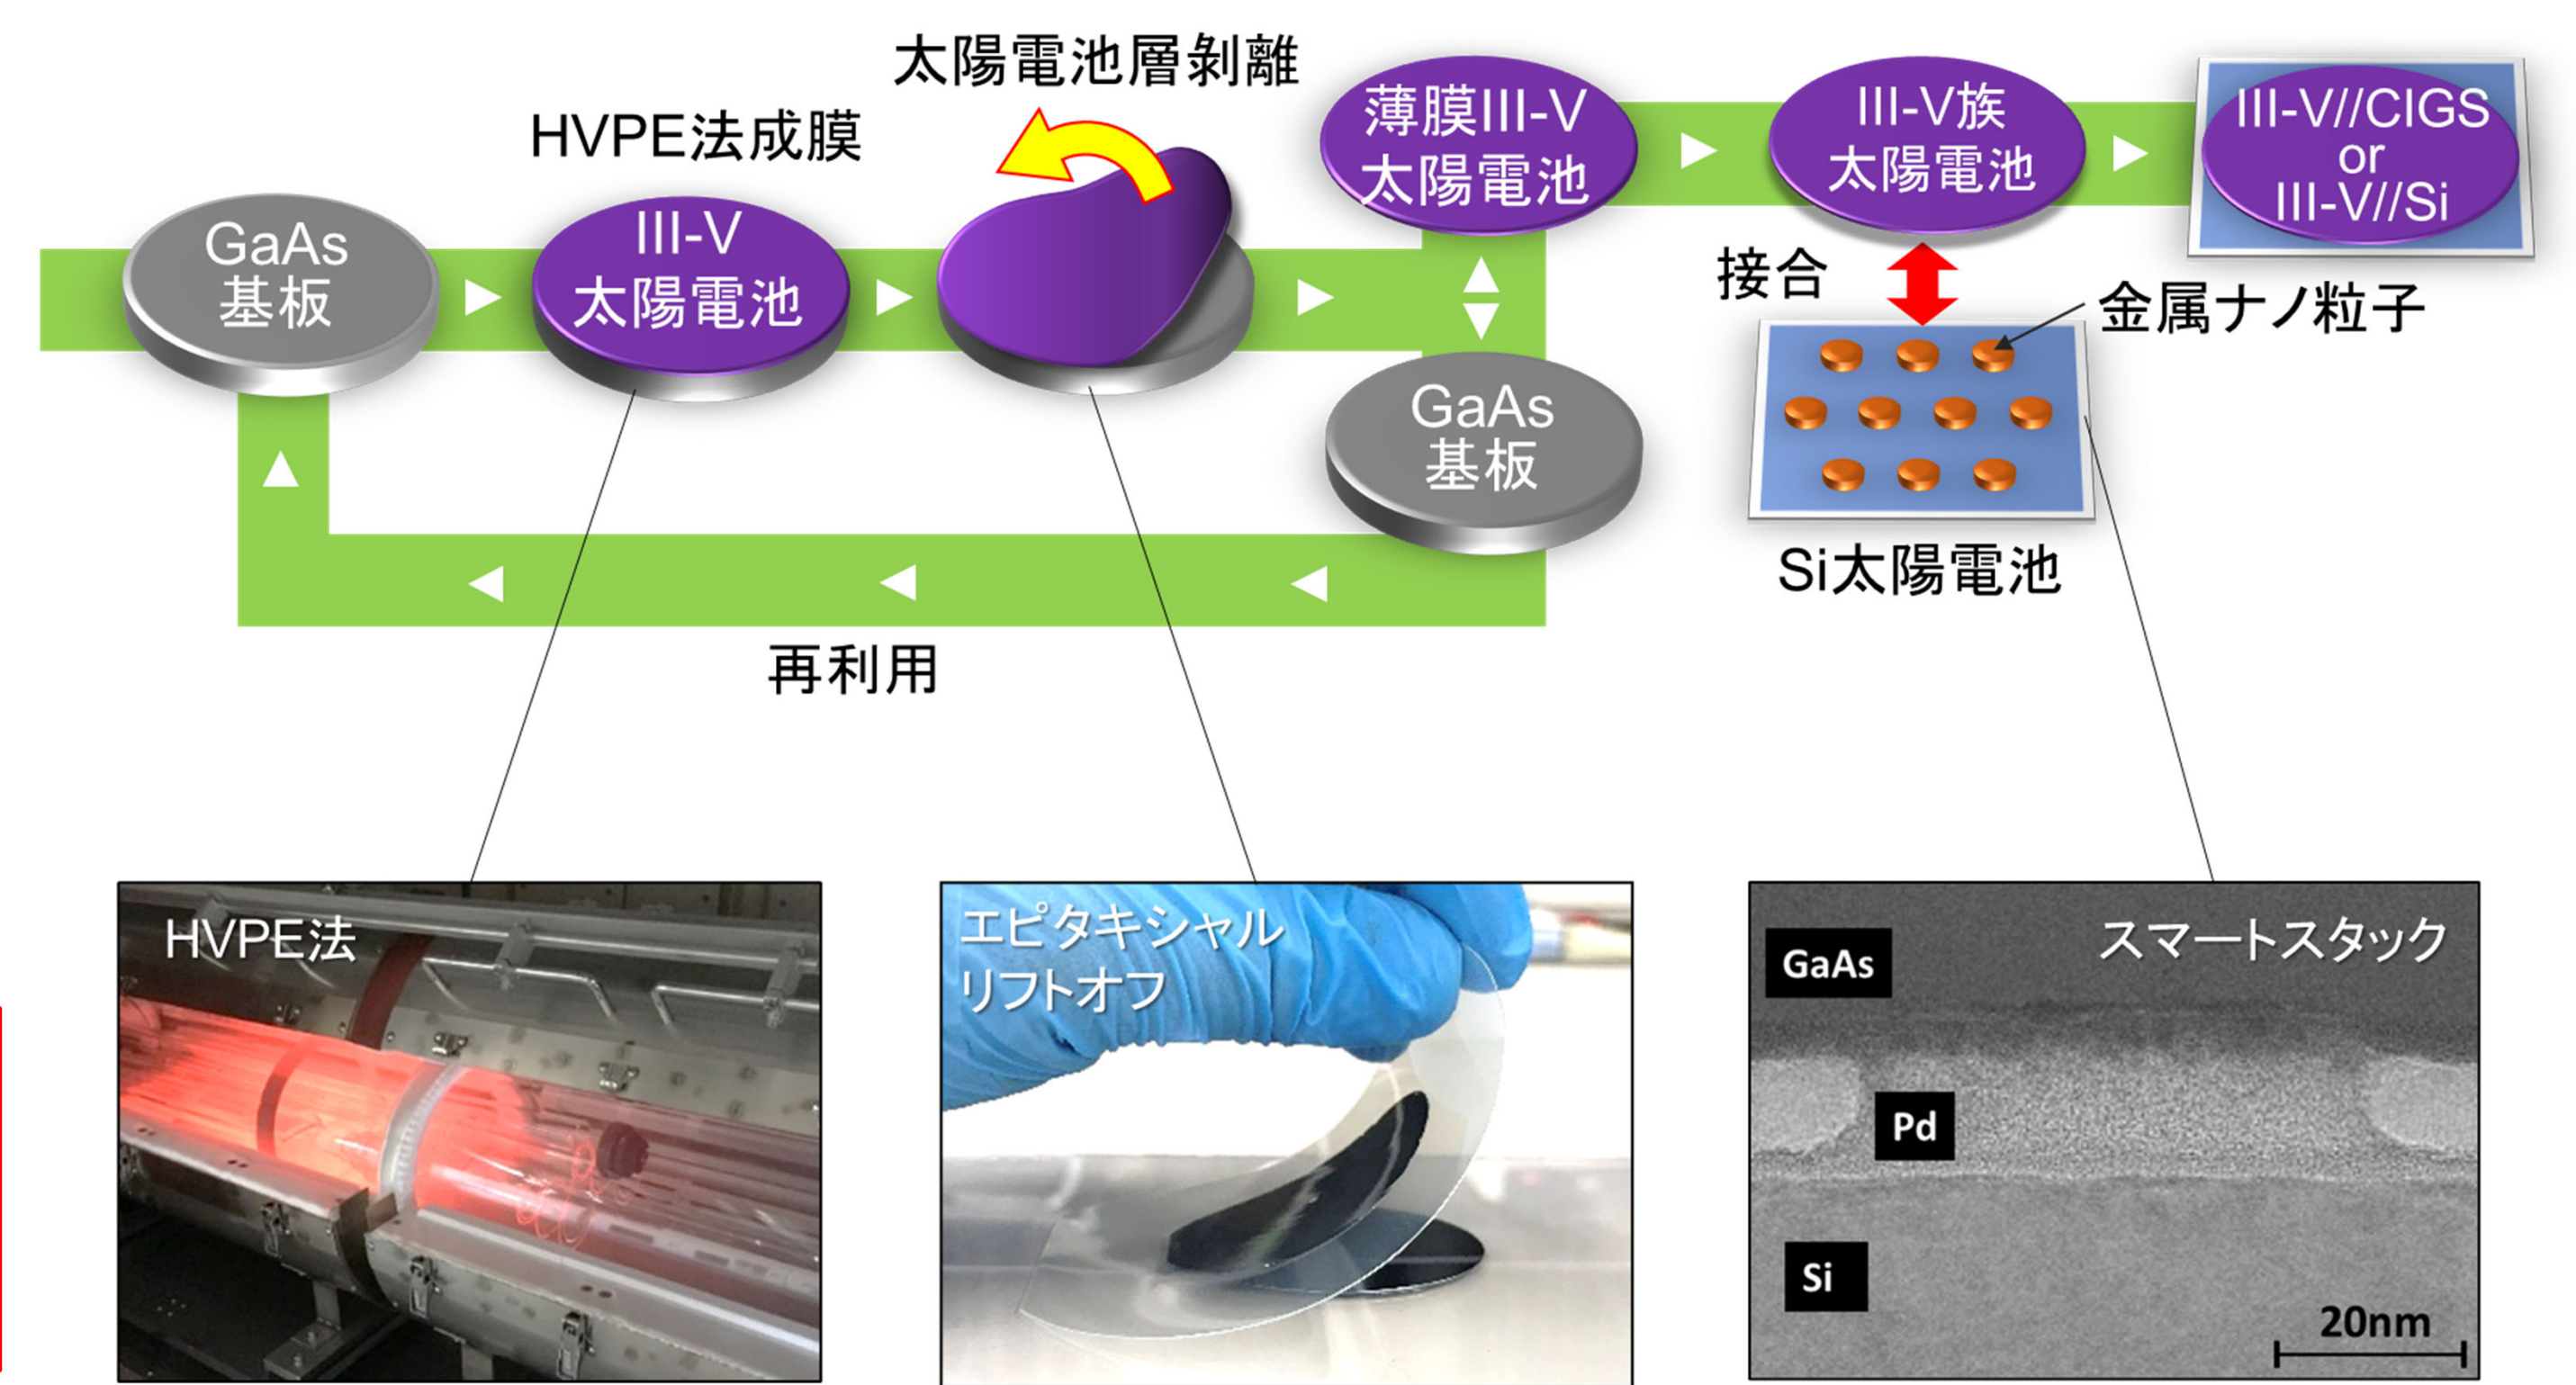 太陽電池層剝離
HVPE法成膜
GaAs
基板
III-V
太陽電池
薄膜III-V
太陽電池
GaAs
基板
再利用
III-V族
太陽電池
接合
金属ナノ粒子
Si太陽電池
III-V//CIGS
or
III-V//Si
HVPE法
エピタキシャル
リフトオフ
スマートスタック
GaAs
Pd
Si
20nm